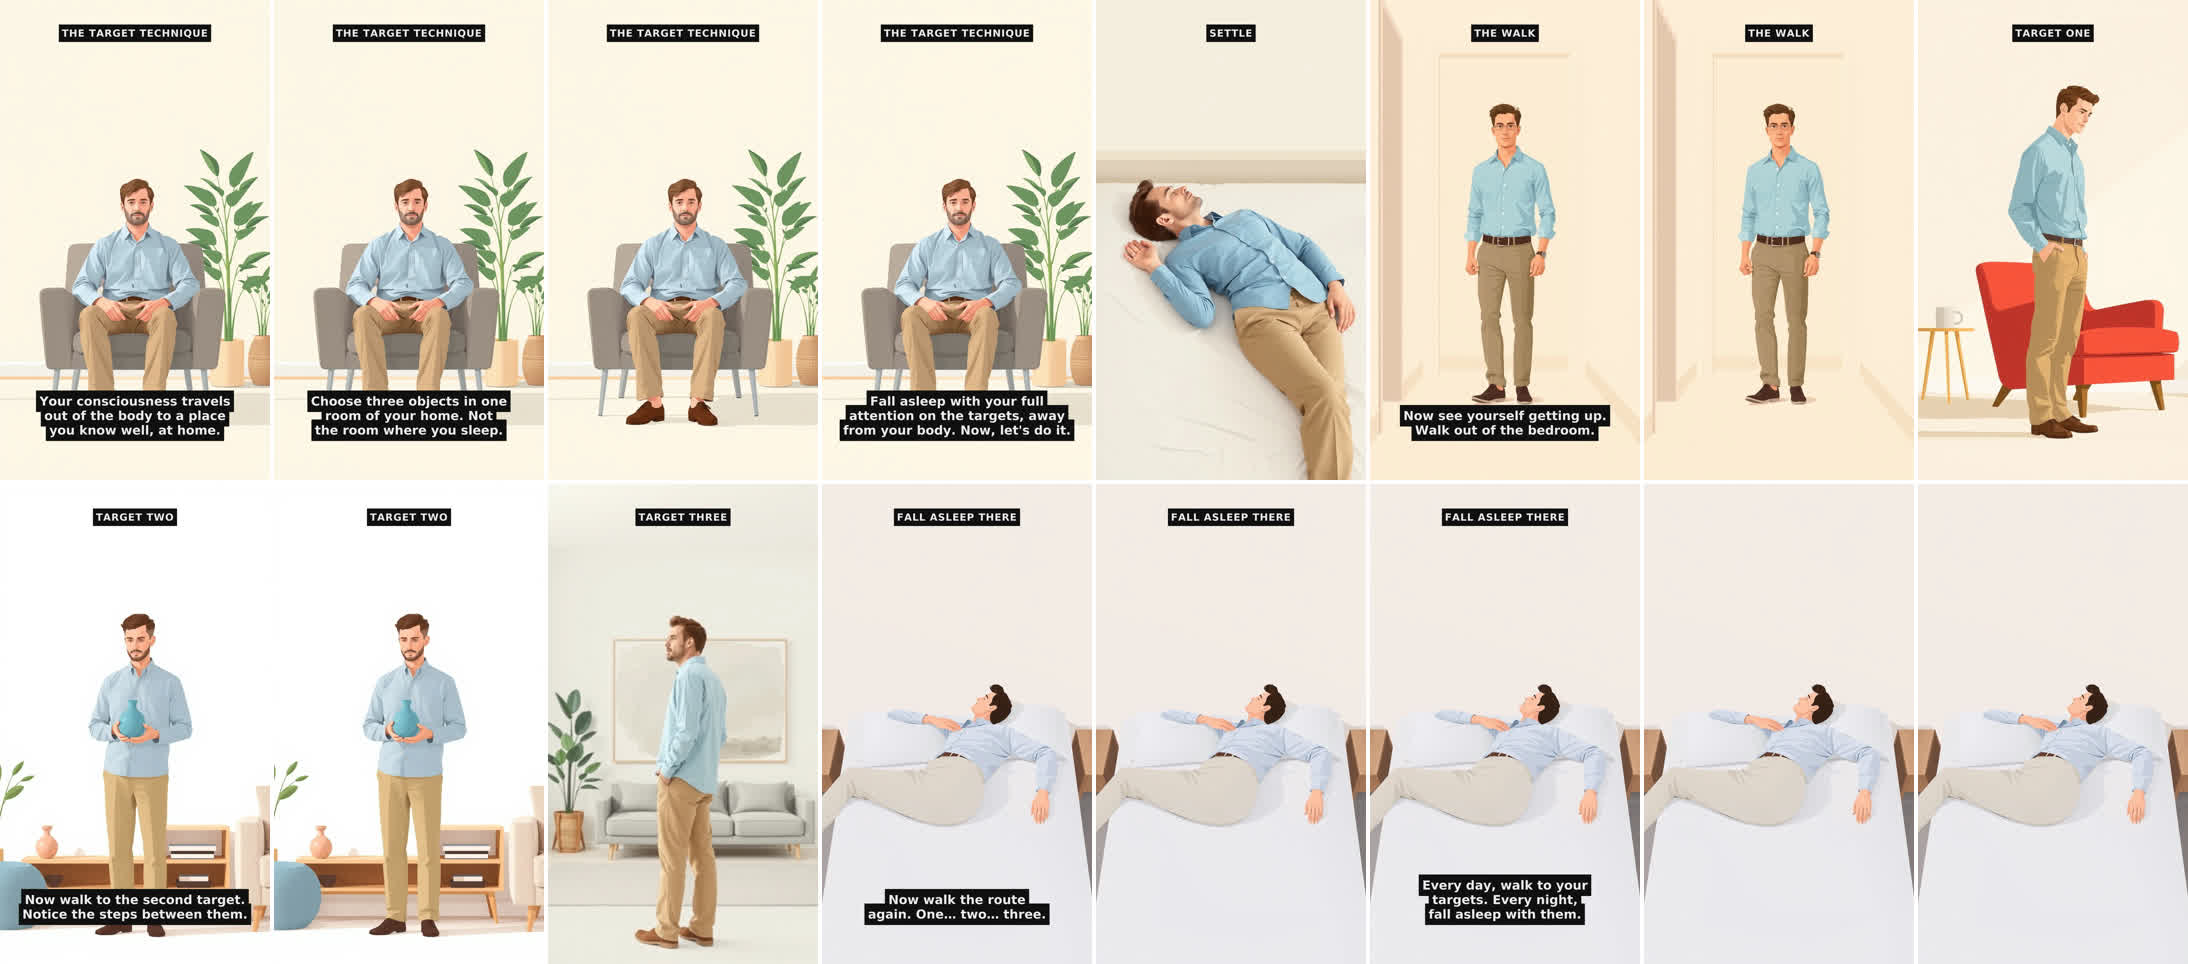 THE TARGET TECHNIQUE
Your consciousness travels
out of the body to a place
you know well, at home.
THE TARGET TECHNIQUE
Choose three objects in one
room of your home. Not
the room where you sleep.
THE TARGET TECHNIQUE
THE TARGET TECHNIQUE
Fall asleep with your full
attention on the targets, away
from your body. Now, let's do it.
SETTLE
THE WALK
Now see yourself getting up.
Walk out of the bedroom.
THE WALK
TARGET ONE
TARGET TWO
Now walk to the second target.
Notice the steps between them.
TARGET TWO
TARGET THREE
FALL ASLEEP THERE
Now walk the route
again. One... two... three.
FALL ASLEEP THERE
FALL ASLEEP THERE
Every day, walk to your
targets. Every night,
fall asleep with them.